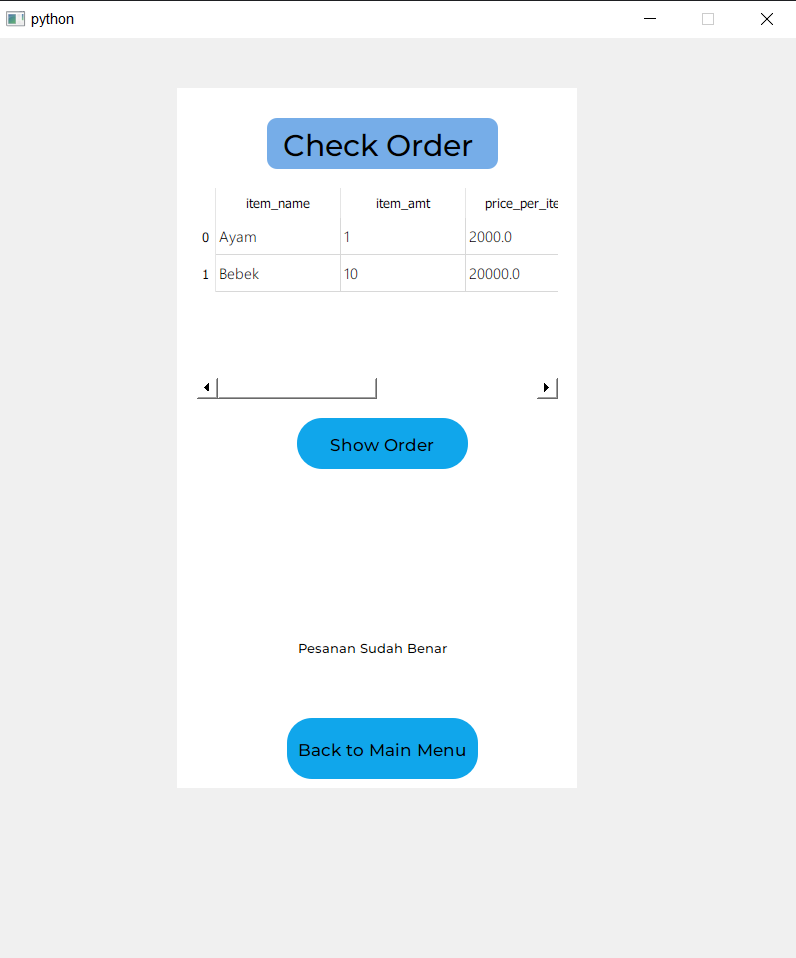 python
Check Order
item_name item_amt price_per_ite
0 Ayam 1 2000.0
1 Bebek 10 20000.0
Show Order
Pesanan Sudah Benar
Back to Main Menu